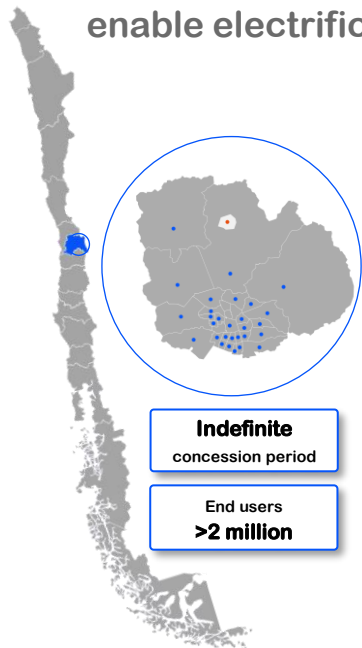 enable electrific
Indefinite
concession period
End users
>2 million